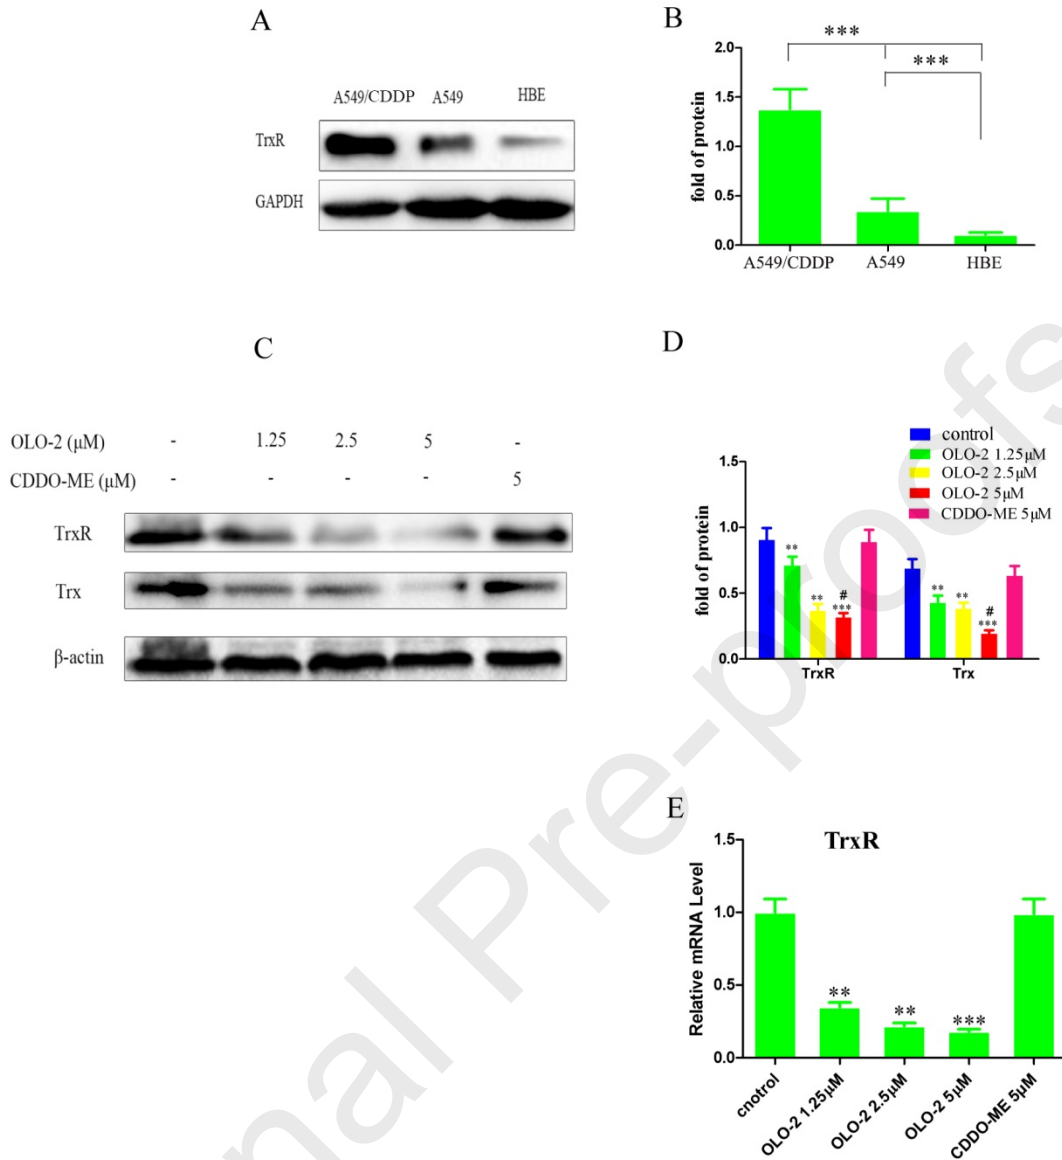 A
A549/CDDP A549 HBE
TrxR
GAPDH
B
***
***
2.0
1.5
1.0
0.5
0.0
fold of protein
A549/CDDP A549 HBE
C
OLO-2 (μM) - 1.25 2.5 5 -
CDDO-ME (μM) - - - - 5
TrxR
Trx
β-actin
D
control
OLO-2 1.25μM
OLO-2 2.5μM
OLO-2 5μM
CDDO-ME 5μM
1.5
1.0
0.5
0.0
fold of protein
** ** # ***
** ** # ***
TrxR Trx
E
TrxR
1.5
1.0
0.5
0.0
Relative mRNA Level
** ** ***
cnotrol
OLO-2 1.25μM
OLO-2 2.5μM
OLO-2 5μM
CDDO-ME 5μM
nal Pre-proofs